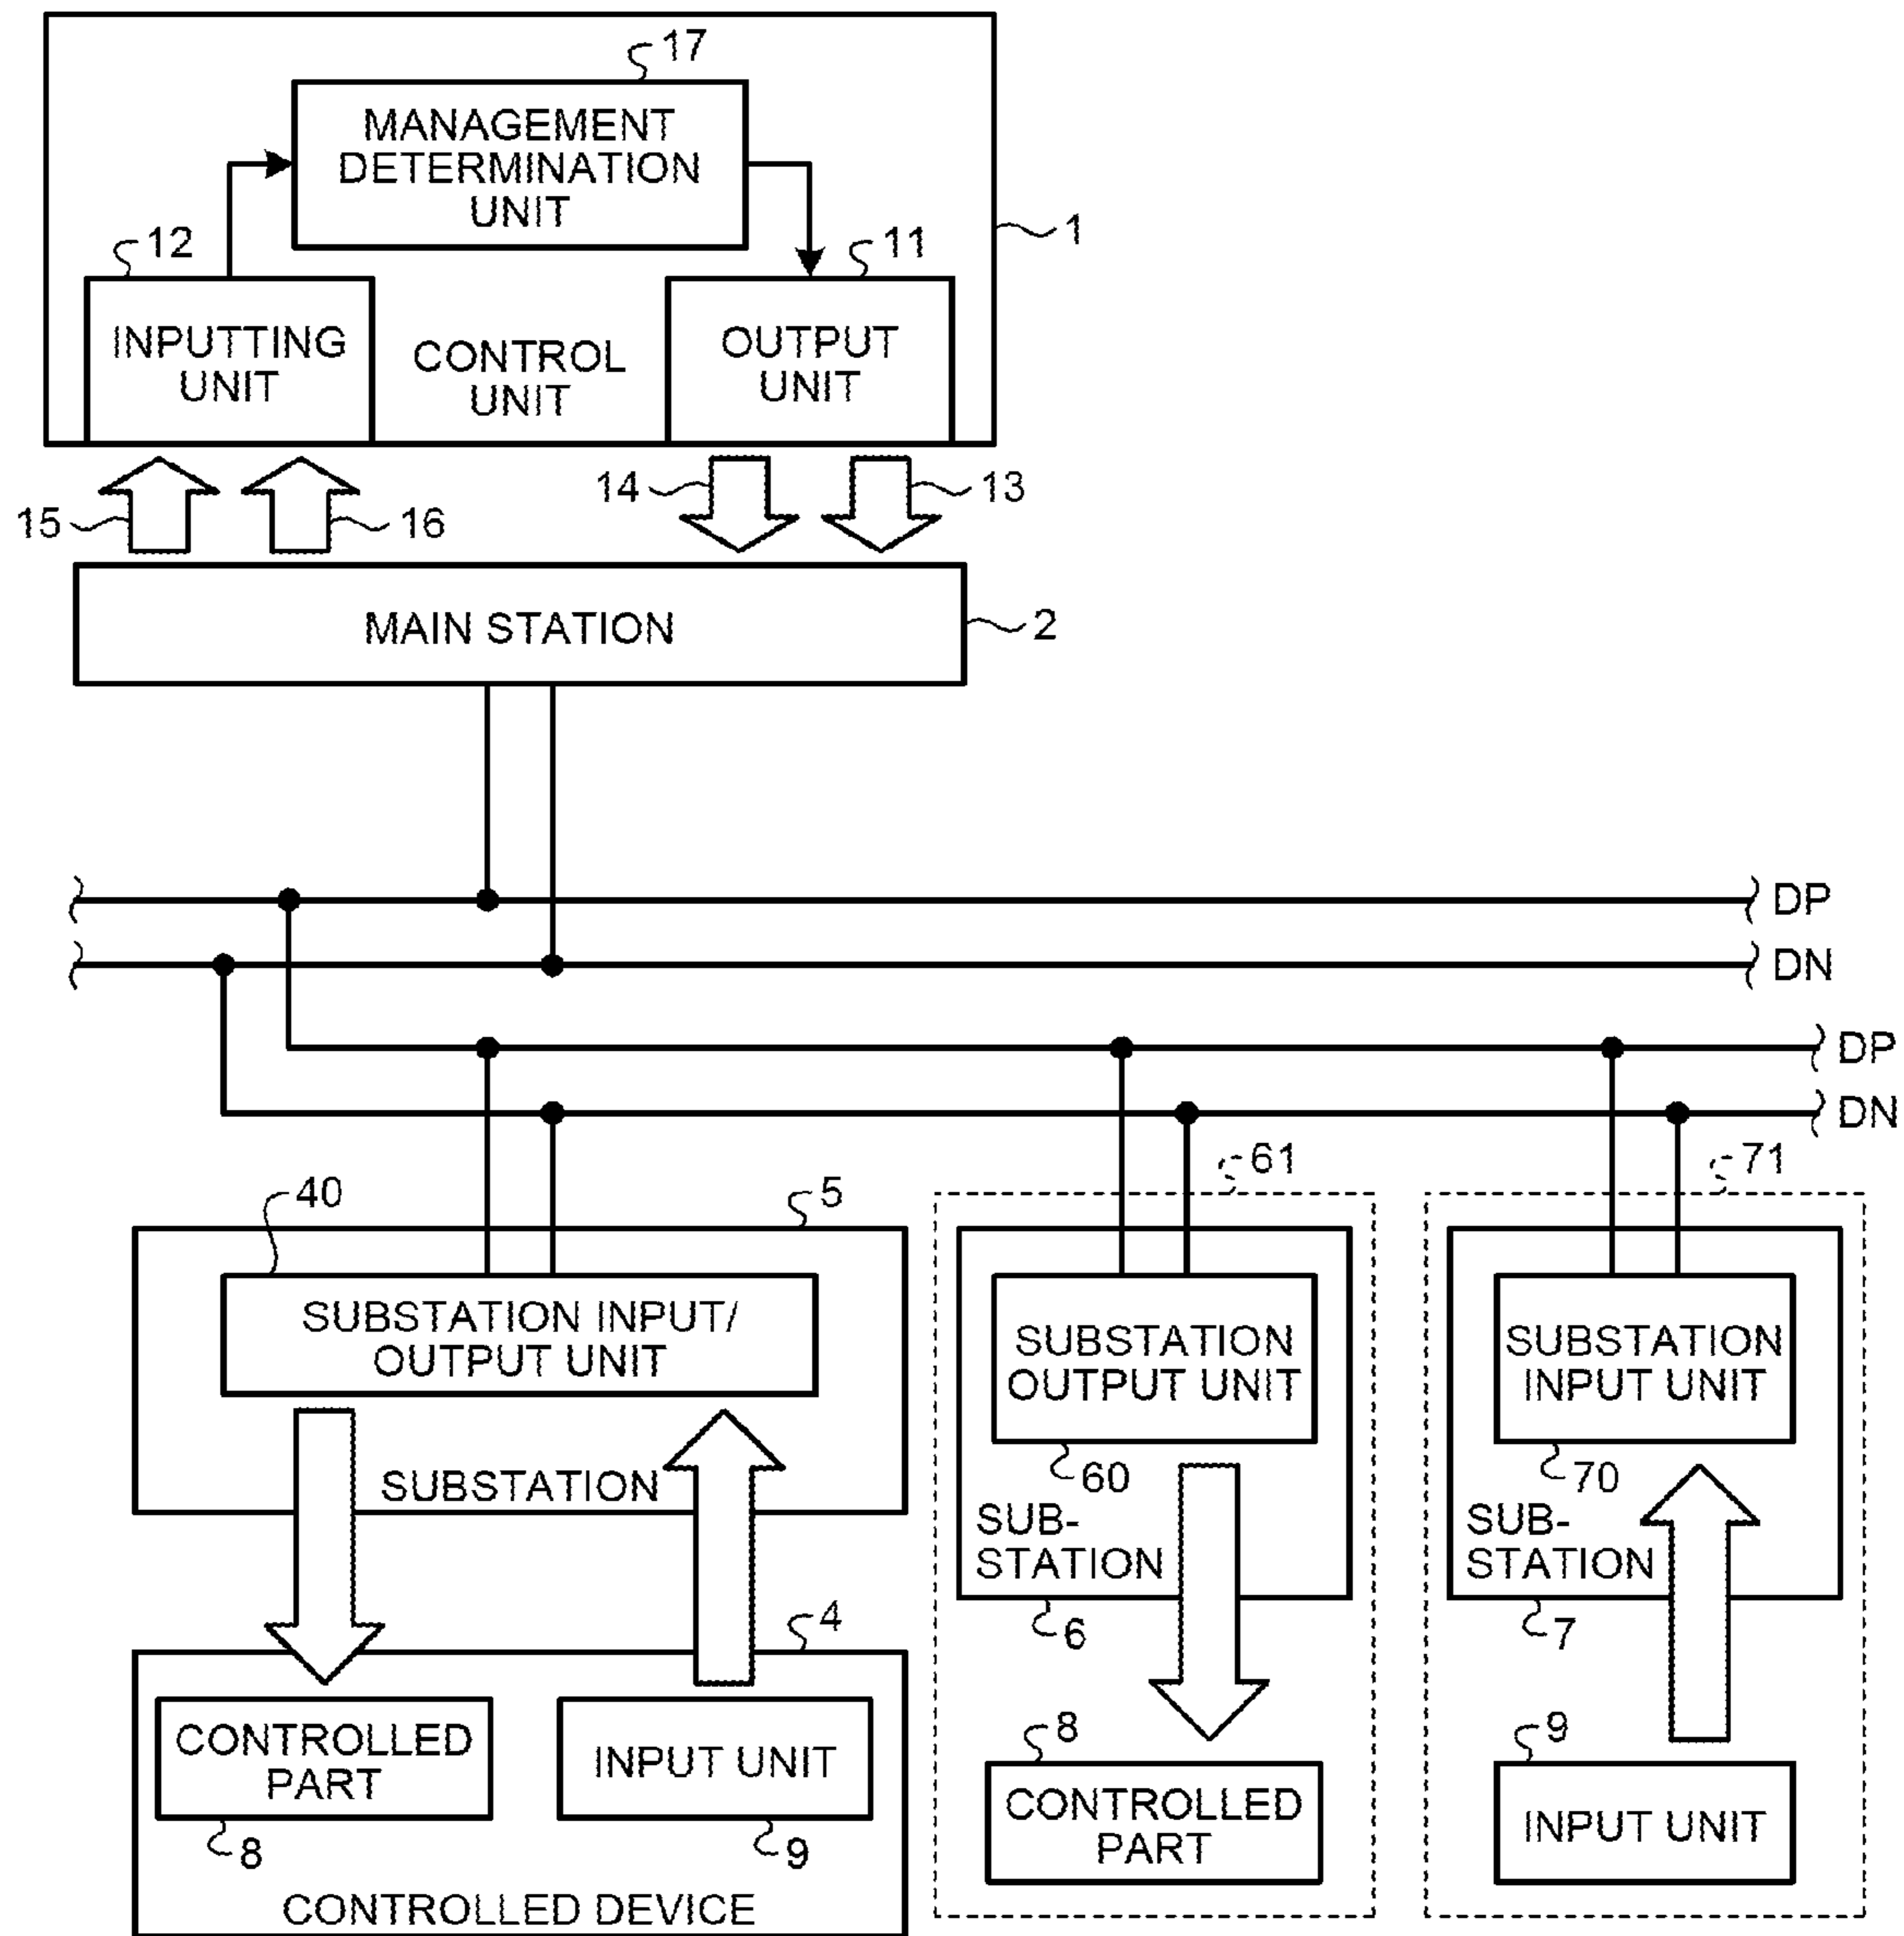 17
MANAGEMENT
DETERMINATION
UNIT
1
12
11
INPUTTING
UNIT
CONTROL
UNIT
OUTPUT
UNIT
15
16
14
13
MAIN STATION
2
DP
DN
DP
DN
40
5
61
71
SUBSTATION INPUT/
OUTPUT UNIT
SUBSTATION
OUTPUT UNIT
SUBSTATION
INPUT UNIT
60
70
SUBSTATION
SUB-
STATION
SUB-
STATION
6
7
4
CONTROLLED
PART
INPUT UNIT
8
9
CONTROLLED DEVICE
8
CONTROLLED
PART
9
INPUT UNIT